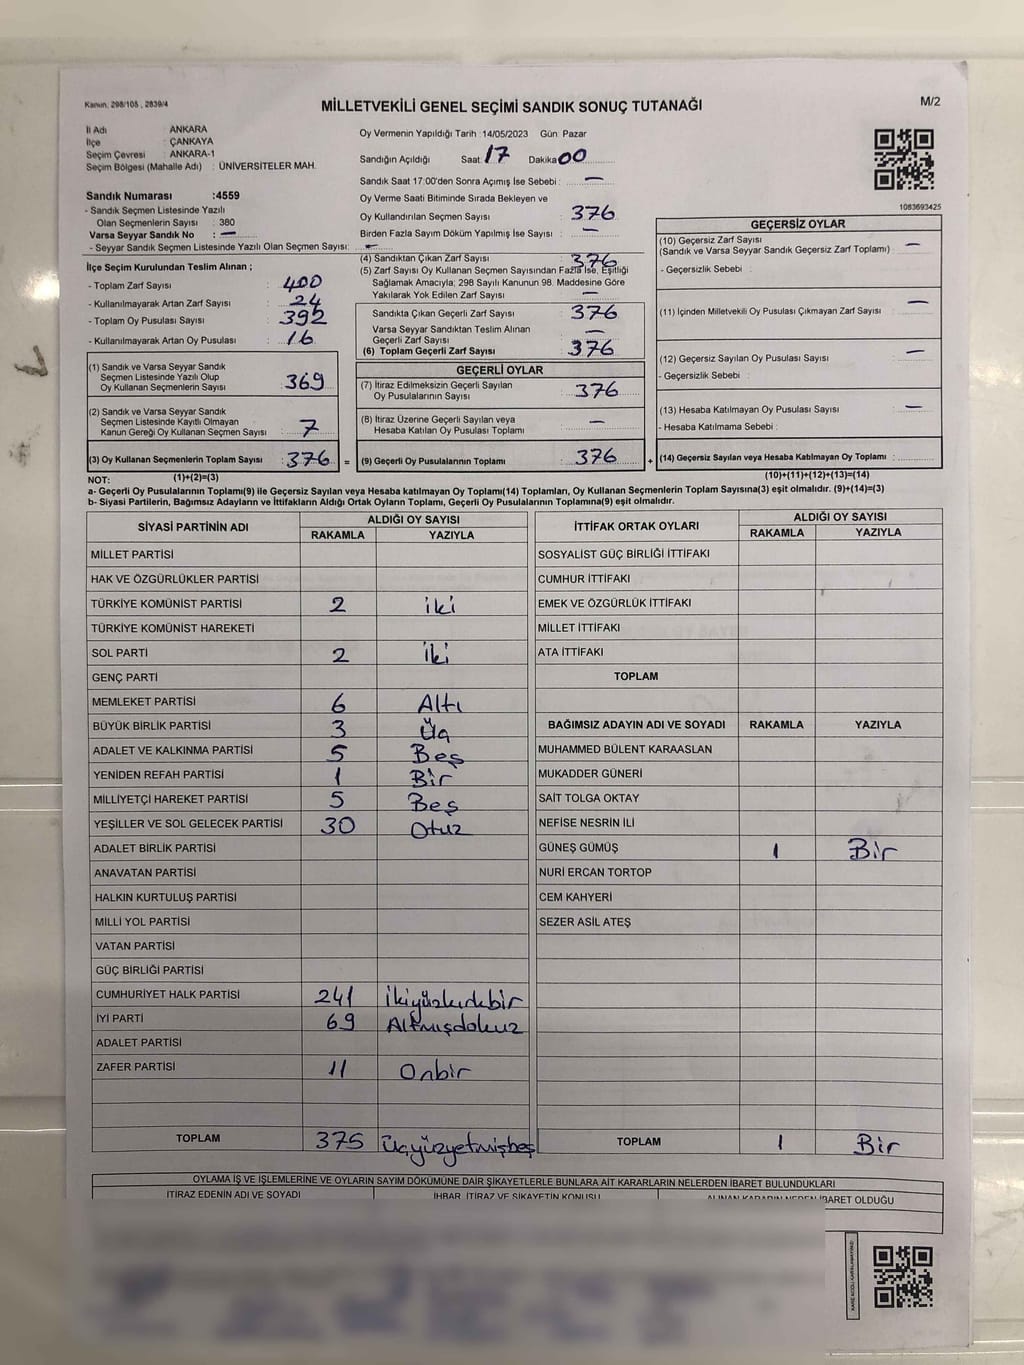 Kanun, 298/105 , 2839/4
MİLLETVEKİLİ GENEL SEÇİMİ SANDIK SONUÇ TUTANAĞI
M/2
İl Adı : ANKARA
İlçe : ÇANKAYA
Seçim Çevresi : ANKARA-1
Seçim Bölgesi (Mahalle Adı) : ÜNİVERSİTELER MAH.
Sandık Numarası :4559
- Sandık Seçmen Listesinde Yazılı
Olan Seçmenlerin Sayısı : 380
Varsa Seyyar Sandık No : —
- Seyyar Sandık Seçmen Listesinde Yazılı Olan Seçmen Sayısı: —
Oy Vermenin Yapıldığı Tarih : 14/05/2023 Gün : Pazar
Sandığın Açıldığı Saat 17 Dakika 00
Sandık Saat 17:00'den Sonra Açımış İse Sebebi : —
Oy Verme Saati Bitiminde Sırada Bekleyen ve
Oy Kullandırılan Seçmen Sayısı : 376
Birden Fazla Sayım Döküm Yapılmış İse Sayısı : —
1083693425
İlçe Seçim Kurulundan Teslim Alınan ;
- Toplam Zarf Sayısı : 400
- Kullanılmayarak Artan Zarf Sayısı : 24
- Toplam Oy Pusulası Sayısı : 392
- Kullanılmayarak Artan Oy Pusulası : 16
(1) Sandık ve Varsa Seyyar Sandık
Seçmen Listesinde Yazılı Olup
Oy Kullanan Seçmenlerin Sayısı : 369
(2) Sandık ve Varsa Seyyar Sandık
Seçmen Listesinde Kayıtlı Olmayan
Kanun Gereği Oy Kullanan Seçmen Sayısı : 7
(3) Oy Kullanan Seçmenlerin Toplam Sayısı : 376 =
(1)+(2)=(3)
(4) Sandıktan Çıkan Zarf Sayısı : 376
(5) Zarf Sayısı Oy Kullanan Seçmen Sayısından Fazla İse, Eşitliği
Sağlamak Amacıyla; 298 Sayılı Kanunun 98. Maddesine Göre
Yakılarak Yok Edilen Zarf Sayısı : —
Sandıkta Çıkan Geçerli Zarf Sayısı : 376
Varsa Seyyar Sandıktan Teslim Alınan
Geçerli Zarf Sayısı : —
(6) Toplam Geçerli Zarf Sayısı : 376
GEÇERLİ OYLAR
(7) İtiraz Edilmeksizin Geçerli Sayılan
Oy Pusulalarının Sayısı : 376
(8) İtiraz Üzerine Geçerli Sayılan veya
Hesaba Katılan Oy Pusulası Toplamı : —
(9) Geçerli Oy Pusulalarının Toplamı : 376 +
GEÇERSİZ OYLAR
(10) Geçersiz Zarf Sayısı : —
(Sandık ve Varsa Seyyar Sandık Geçersiz Zarf Toplamı)
- Geçersizlik Sebebi :
(11) İçinden Milletvekili Oy Pusulası Çıkmayan Zarf Sayısı : —
(12) Geçersiz Sayılan Oy Pusulası Sayısı : —
- Geçersizlik Sebebi :
(13) Hesaba Katılmayan Oy Pusulası Sayısı : —
- Hesaba Katılmama Sebebi :
(14) Geçersiz Sayılan veya Hesaba Katılmayan Oy Toplamı :
(10)+(11)+(12)+(13)=(14)
NOT:
a- Geçerli Oy Pusulalarının Toplamı(9) ile Geçersiz Sayılan veya Hesaba katılmayan Oy Toplamı(14) Toplamları, Oy Kullanan Seçmenlerin Toplam Sayısına(3) eşit olmalıdır. (9)+(14)=(3)
b- Siyasi Partilerin, Bağımsız Adayların ve İttifakların Aldığı Ortak Oyların Toplamı, Geçerli Oy Pusulalarının Toplamına(9) eşit olmalıdır.
SİYASİ PARTİNİN ADI ALDIĞI OY SAYISI
RAKAMLA YAZIYLA
MİLLET PARTİSİ
HAK VE ÖZGÜRLÜKLER PARTİSİ
TÜRKİYE KOMÜNİST PARTİSİ 2 iki
TÜRKİYE KOMÜNİST HAREKETİ
SOL PARTİ 2 İki
GENÇ PARTİ
MEMLEKET PARTİSİ 6 Altı
BÜYÜK BİRLİK PARTİSİ 3 Üç
ADALET VE KALKINMA PARTİSİ 5 Beş
YENİDEN REFAH PARTİSİ 1 Bir
MİLLİYETÇİ HAREKET PARTİSİ 5 Beş
YEŞİLLER VE SOL GELECEK PARTİSİ 30 Otuz
ADALET BİRLİK PARTİSİ
ANAVATAN PARTİSİ
HALKIN KURTULUŞ PARTİSİ
MİLLİ YOL PARTİSİ
VATAN PARTİSİ
GÜÇ BİRLİĞİ PARTİSİ
CUMHURİYET HALK PARTİSİ 241
İYİ PARTİ 69 Altmışdokuz
ADALET PARTİSİ
ZAFER PARTİSİ 11 Onbir
TOPLAM 375 Üçyüzyetmişbeş
İTTİFAK ORTAK OYLARI ALDIĞI OY SAYISI
RAKAMLA YAZIYLA
SOSYALİST GÜÇ BİRLİĞİ İTTİFAKI
CUMHUR İTTİFAKI
EMEK VE ÖZGÜRLÜK İTTİFAKI
MİLLET İTTİFAKI
ATA İTTİFAKI
TOPLAM
BAĞIMSIZ ADAYIN ADI VE SOYADI RAKAMLA YAZIYLA
MUHAMMED BÜLENT KARAASLAN
MUKADDER GÜNERİ
SAİT TOLGA OKTAY
NEFİSE NESRİN İLİ
GÜNEŞ GÜMÜŞ 1 Bir
NURİ ERCAN TORTOP
CEM KAHYERİ
SEZER ASİL ATEŞ
TOPLAM 1 Bir
OYLAMA İŞ VE İŞLEMLERİNE VE OYLARIN SAYIM DÖKÜMÜNE DAİR ŞİKAYETLERLE BUNLARA AİT KARARLARIN NELERDEN İBARET BULUNDUKLARI
İTİRAZ EDENİN ADI VE SOYADI İHBAR, İTİRAZ VE ŞİKAYETİN KONUSU ALINAN KARARIN NEDEN İBARET OLDUĞU